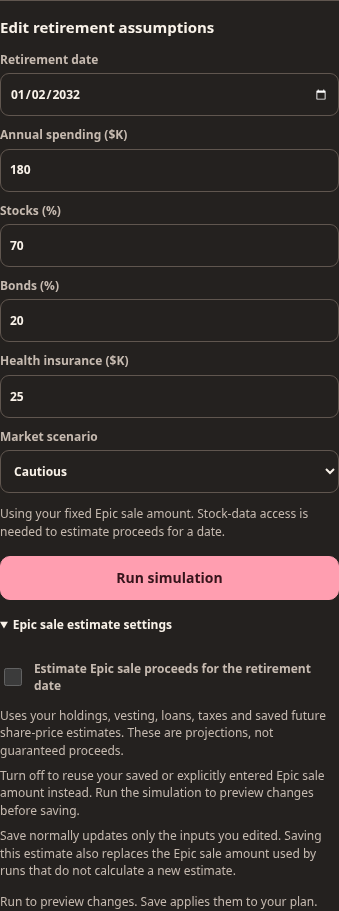 Edit retirement assumptions
Retirement date
01/02/2032
Annual spending ($K)
180
Stocks (%)
70
Bonds (%)
20
Health insurance ($K)
25
Market scenario
Cautious
Using your fixed Epic sale amount. Stock-data access is
needed to estimate proceeds for a date.
Run simulation
▼ Epic sale estimate settings
Estimate Epic sale proceeds for the retirement
date
Uses your holdings, vesting, loans, taxes and saved future
share-price estimates. These are projections, not
guaranteed proceeds.
Turn off to reuse your saved or explicitly entered Epic sale
amount instead. Run the simulation to preview changes
before saving.
Save normally updates only the inputs you edited. Saving
this estimate also replaces the Epic sale amount used by
runs that do not calculate a new estimate.
Run to preview changes. Save applies them to your plan.